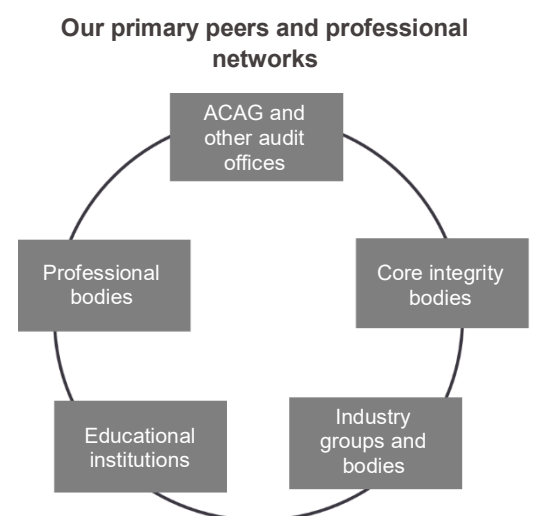 Our primary peers and professional
networks
ACAG and
other audit
offices
Professional
bodies
Core integrity
bodies
Educational
institutions
Industry
groups and
bodies